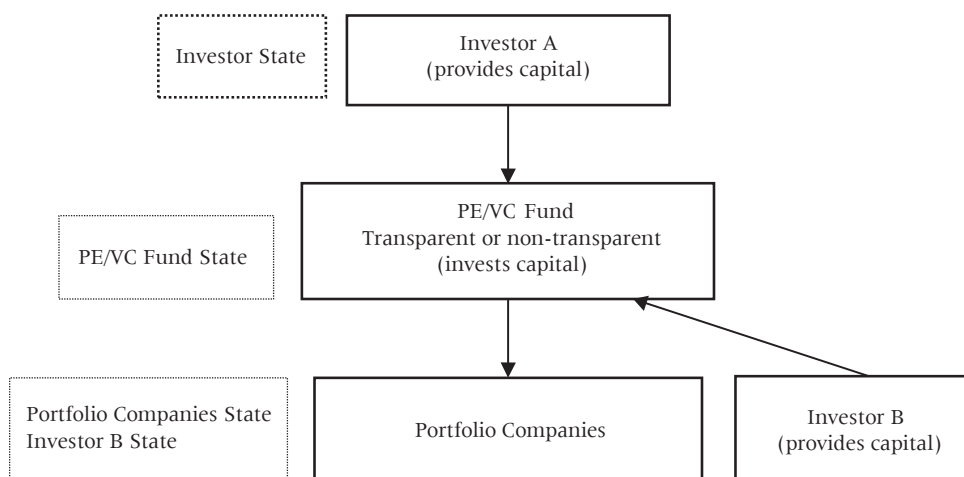 Investor State
Investor A
(provides capital)
PE/VC Fund State
PE/VC Fund
Transparent or non-transparent
(invests capital)
Portfolio Companies State
Investor B State
Portfolio Companies
Investor B
(provides capital)